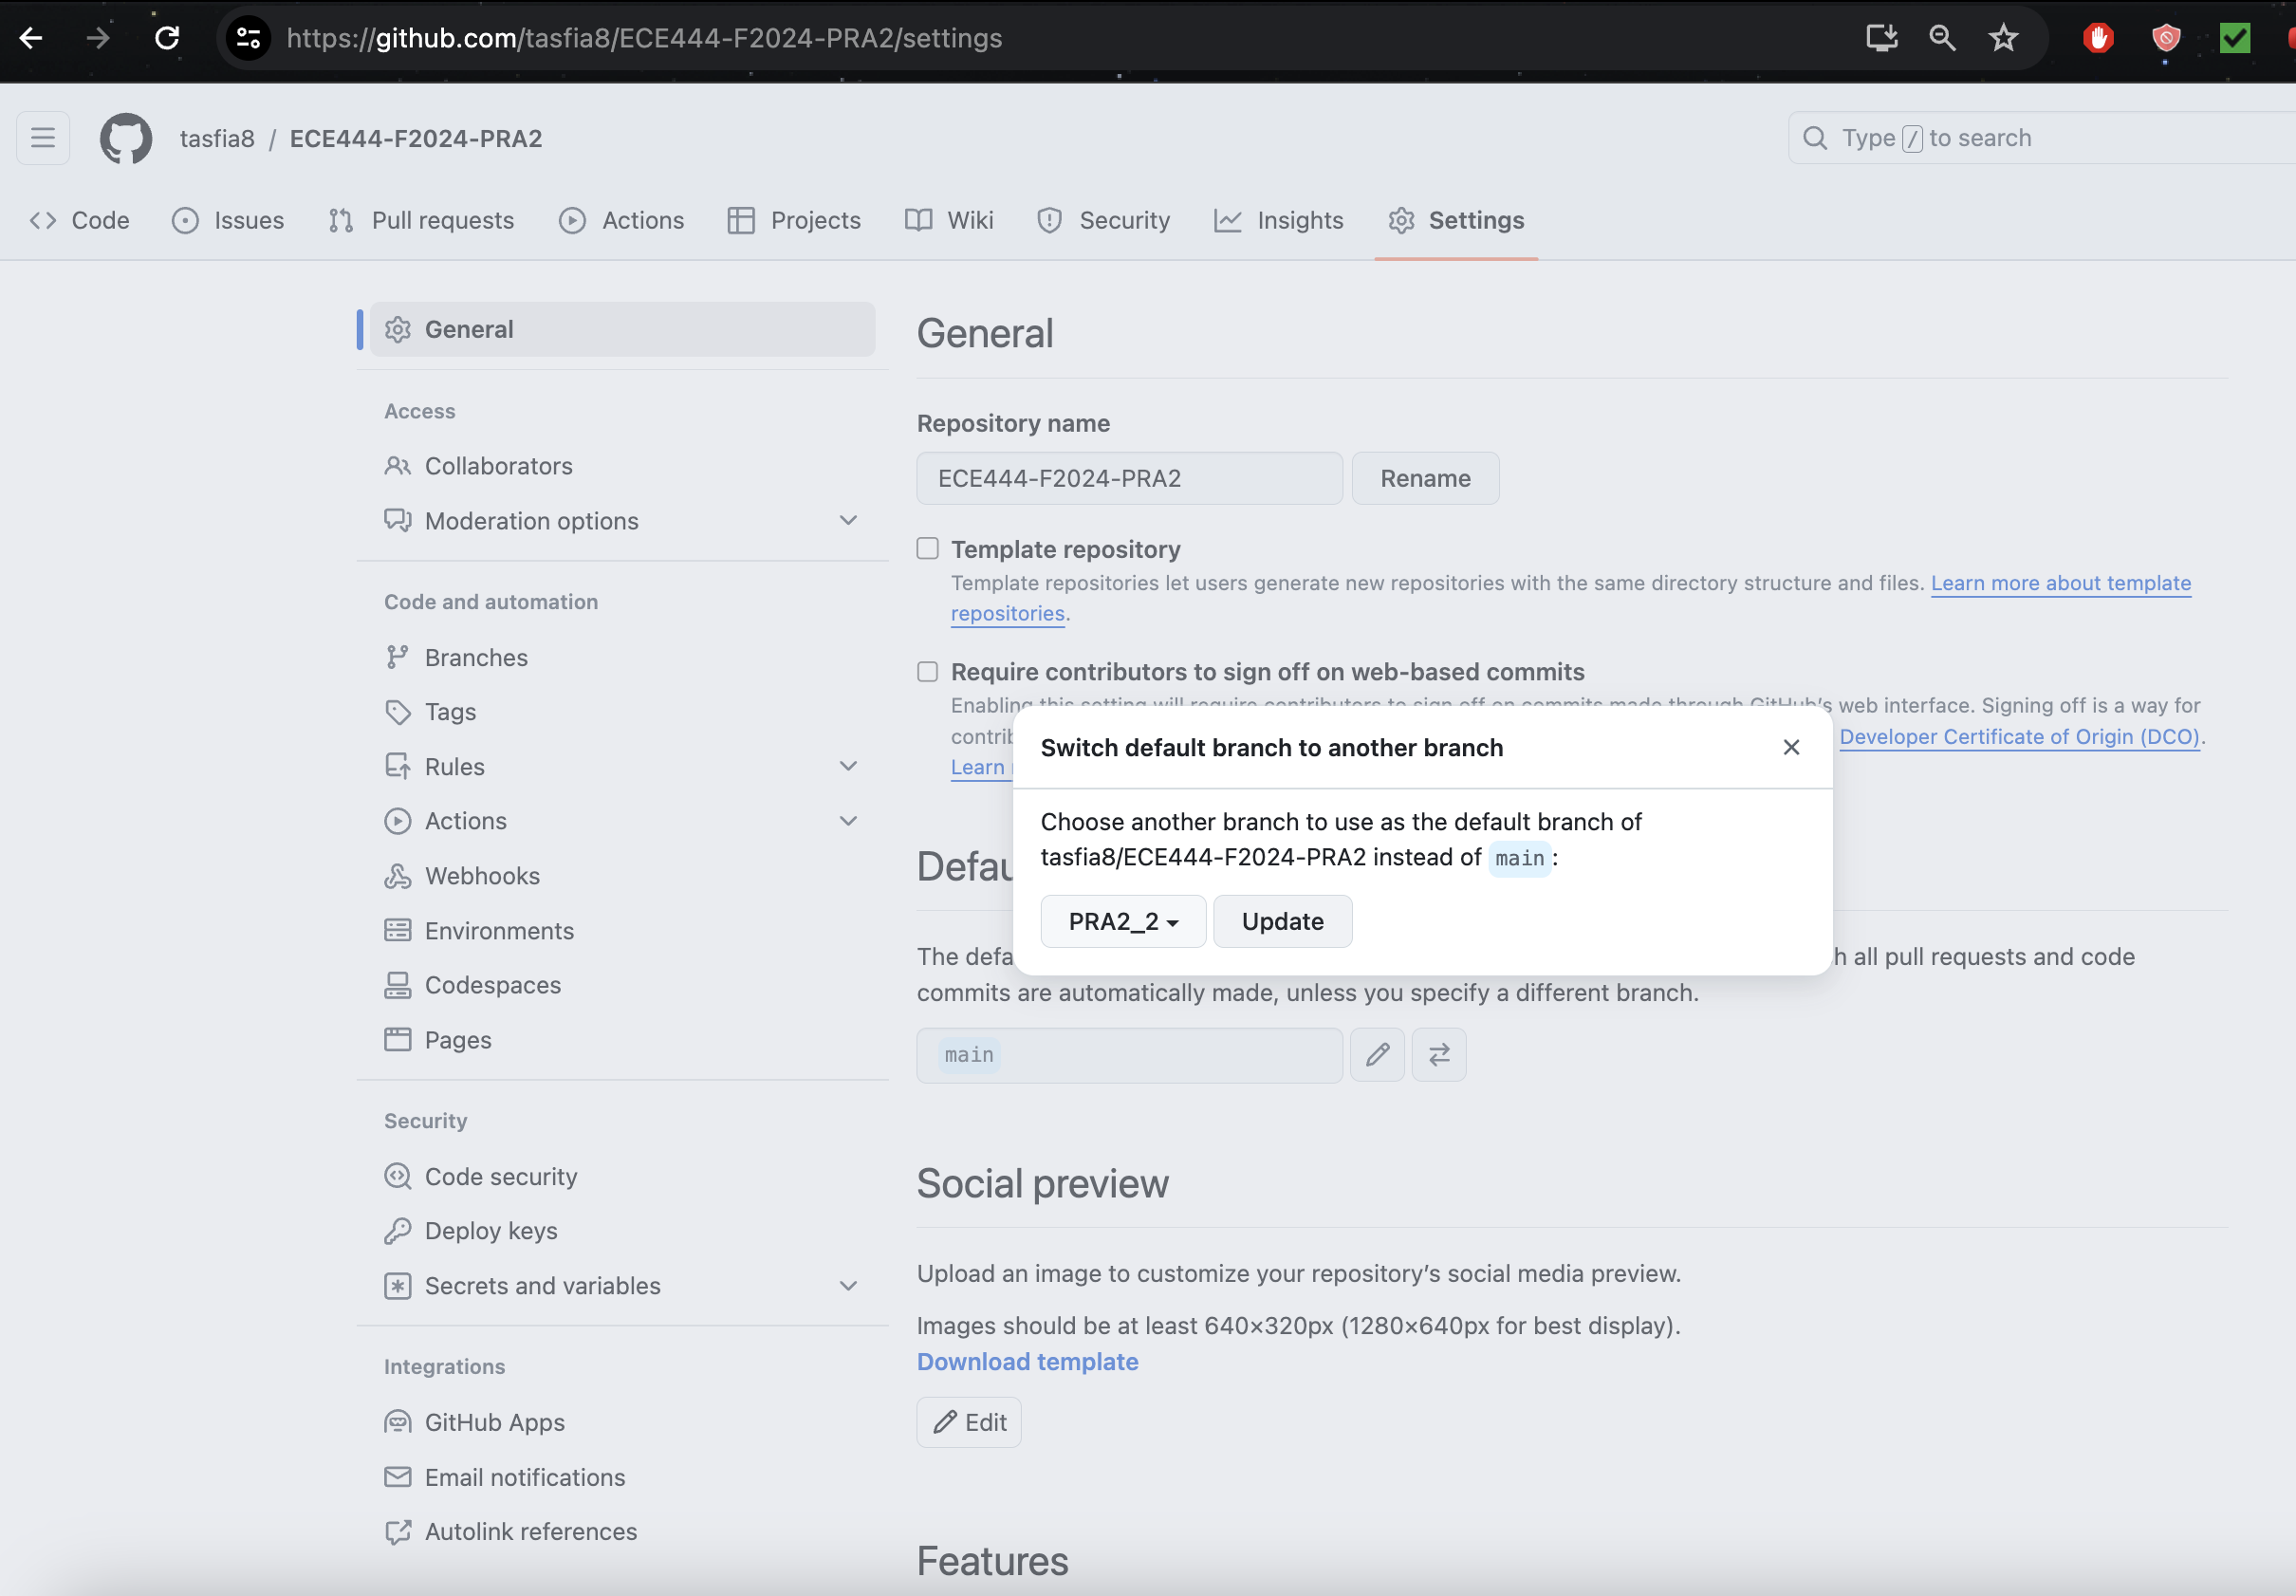 https://github.com/tasfia8/ECE444-F2024-PRA2/settings
tasfia8 / ECE444-F2024-PRA2
Type / to search
Code Issues Pull requests Actions Projects Wiki Security Insights Settings
General
Access
Collaborators
Moderation options
Code and automation
Branches
Tags
Rules
Actions
Webhooks
Environments
Codespaces
Pages
Security
Code security
Deploy keys
Secrets and variables
Integrations
GitHub Apps
Email notifications
Autolink references
General
Repository name
ECE444-F2024-PRA2 Rename
Template repository
Template repositories let users generate new repositories with the same directory structure and files. Learn more about template
repositories.
Require contributors to sign off on web-based commits
Enabling this setting will require contributors to sign off on commits made through GitHub's web interface. Signing off is a way for
Developer Certificate of Origin (DCO).
Learn
Switch default branch to another branch
Choose another branch to use as the default branch of
tasfia8/ECE444-F2024-PRA2 instead of main:
PRA2_2 Update
The
all pull requests and code
commits are automatically made, unless you specify a different branch.
main
Social preview
Upload an image to customize your repository's social media preview.
Images should be at least 640×320px (1280×640px for best display).
Download template
Edit
Features